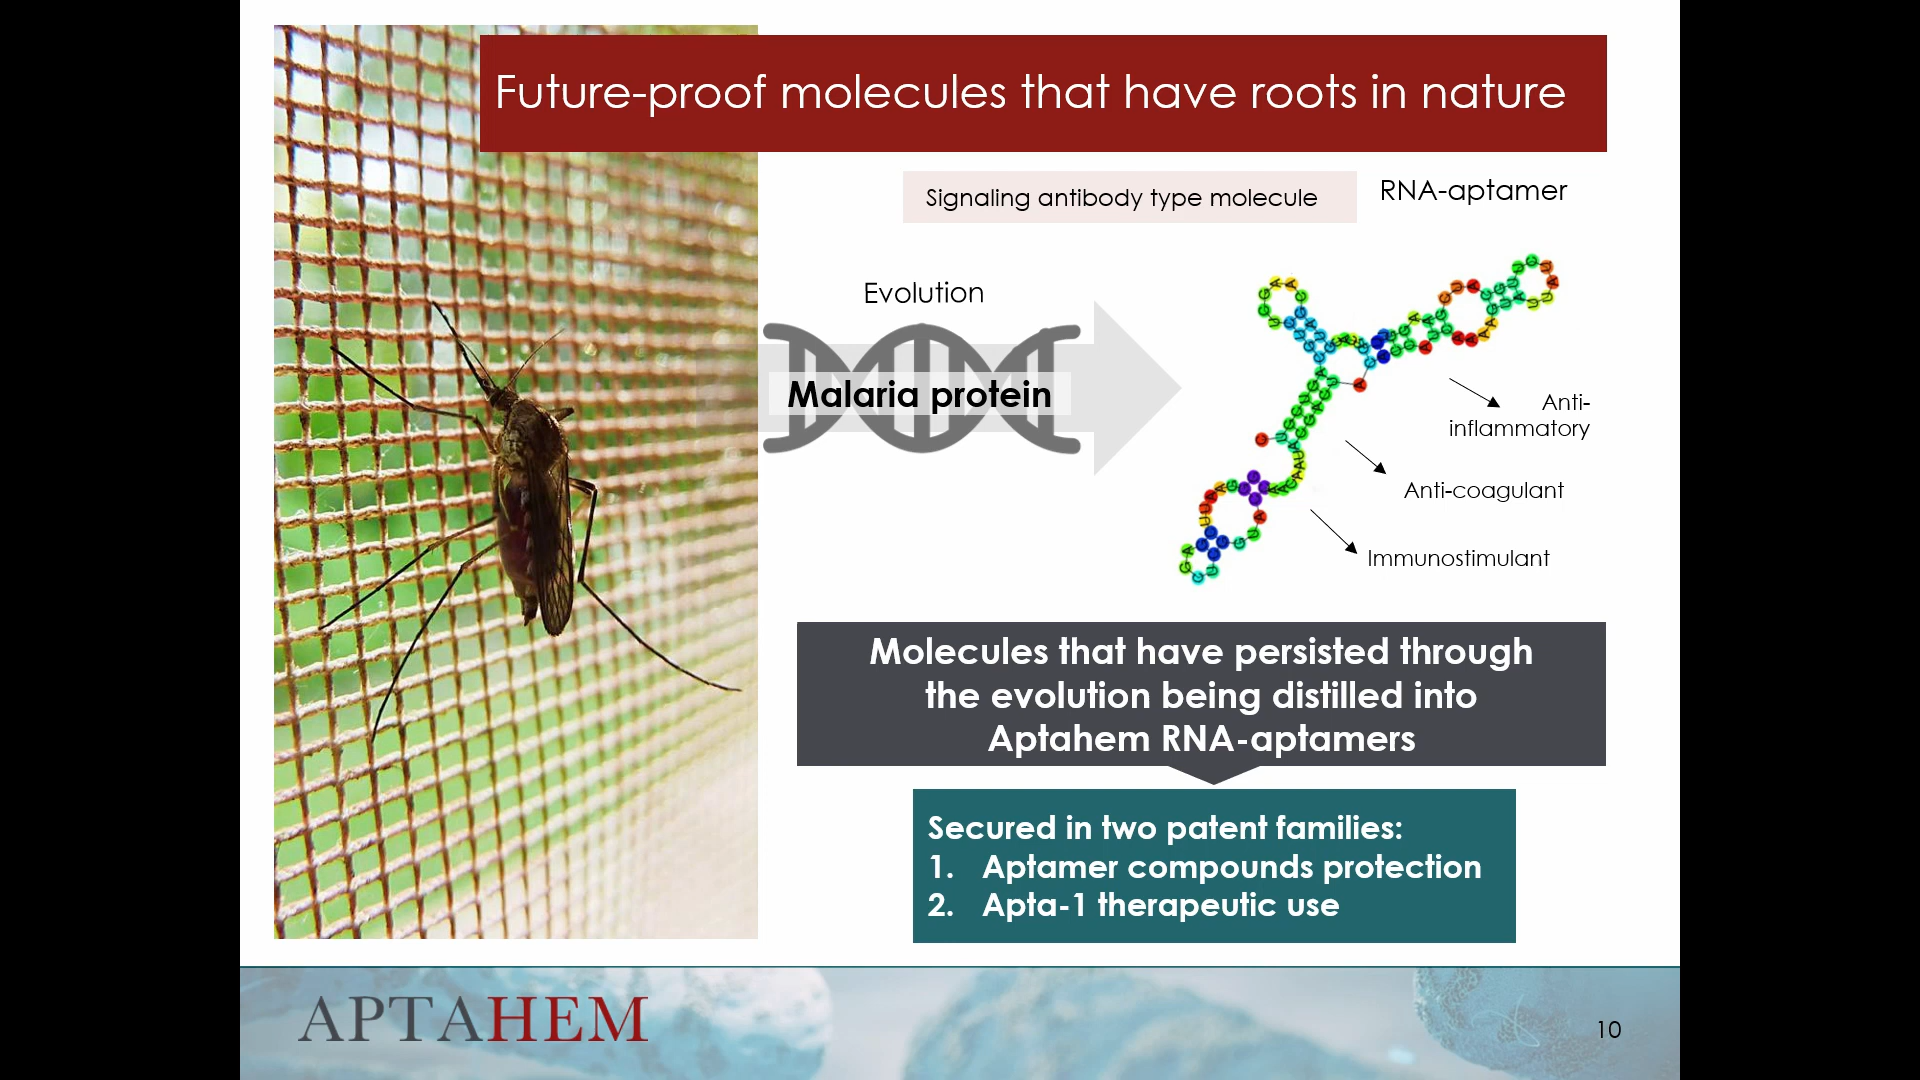 Future-proof molecules that have roots in nature
Signaling antibody type molecule
RNA-aptamer
Evolution
Malaria protein
Anti-
inflammatory
Anti-coagulant
Immunostimulant
Molecules that have persisted through
the evolution being distilled into
Aptahem RNA-aptamers
Secured in two patent families:
1. Aptamer compounds protection
2. Apta-1 therapeutic use
APTAHEM
10